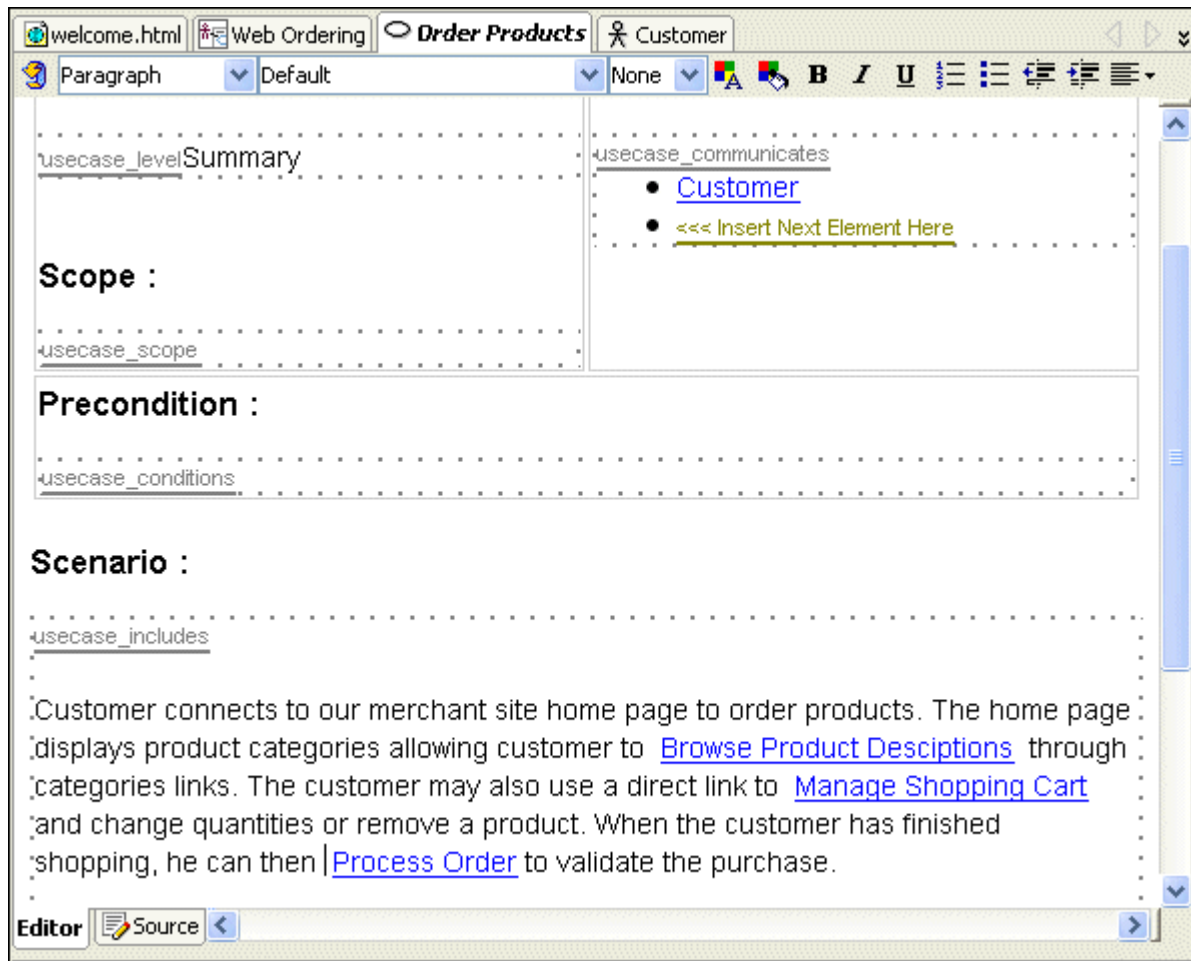 welcome.html Web Ordering Order Products Customer
Paragraph Default None A B I U
usecase_level Summary
usecase_communicates
Customer
<<< Insert Next Element Here
Scope :
usecase_scope
Precondition :
usecase_conditions
Scenario :
usecase_includes
Customer connects to our merchant site home page to order products. The home page
displays product categories allowing customer to Browse Product Desciptions through
categories links. The customer may also use a direct link to Manage Shopping Cart
and change quantities or remove a product. When the customer has finished
shopping, he can then Process Order to validate the purchase.
Editor Source